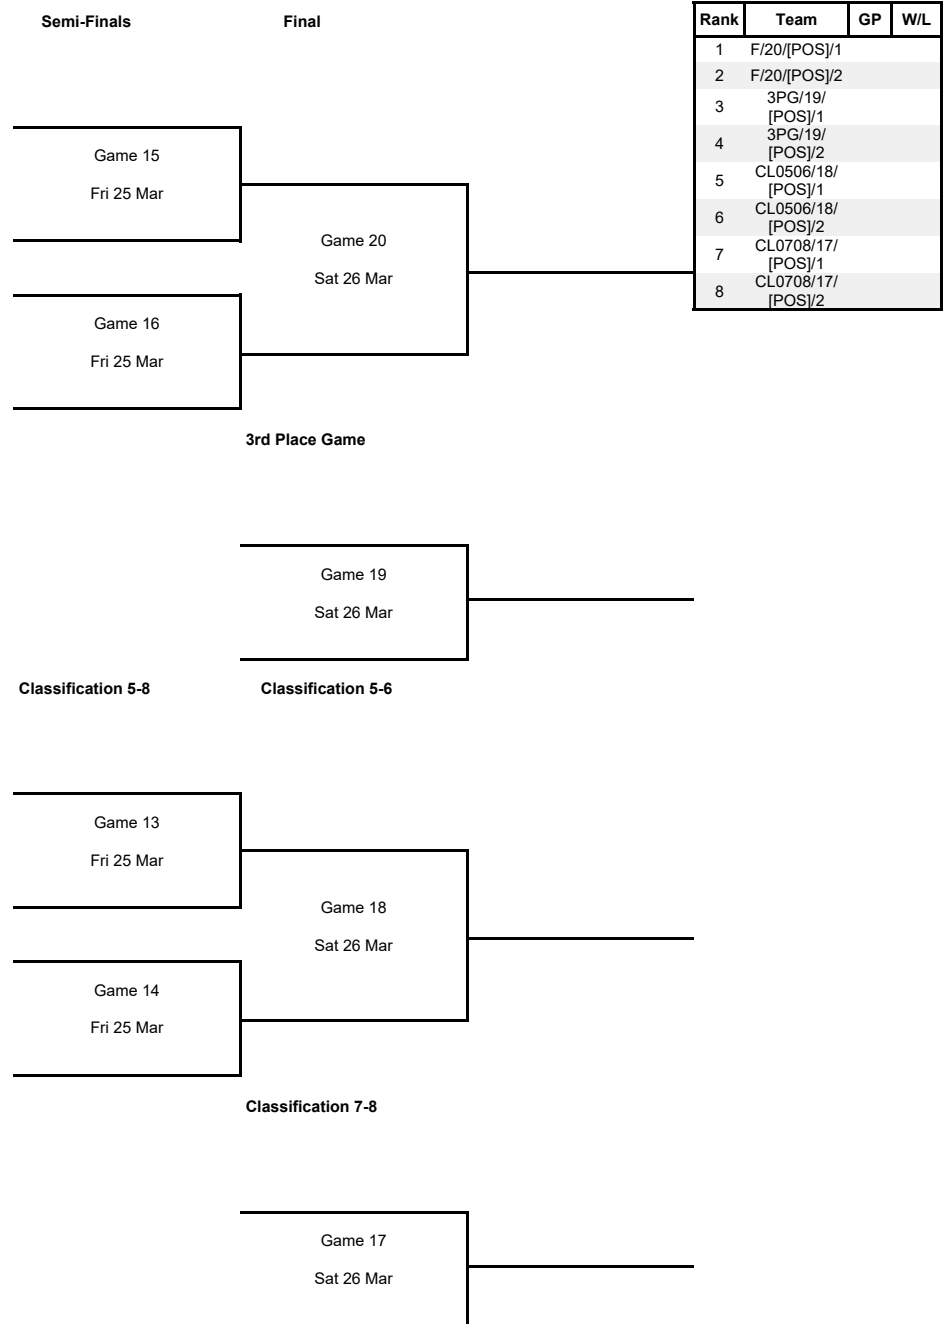 Semi-Finals
Final
Rank Team GP W/L
1 F/20/[POS]/1
2 F/20/[POS]/2
3 3PG/19/
[POS]/1
4 3PG/19/
[POS]/2
5 CL0506/18/
[POS]/1
6 CL0506/18/
[POS]/2
7 CL0708/17/
[POS]/1
8 CL0708/17/
[POS]/2
Game 15
Fri 25 Mar
Game 20
Sat 26 Mar
Game 16
Fri 25 Mar
3rd Place Game
Game 19
Sat 26 Mar
Classification 5-8
Classification 5-6
Game 13
Fri 25 Mar
Game 18
Sat 26 Mar
Game 14
Fri 25 Mar
Classification 7-8
Game 17
Sat 26 Mar